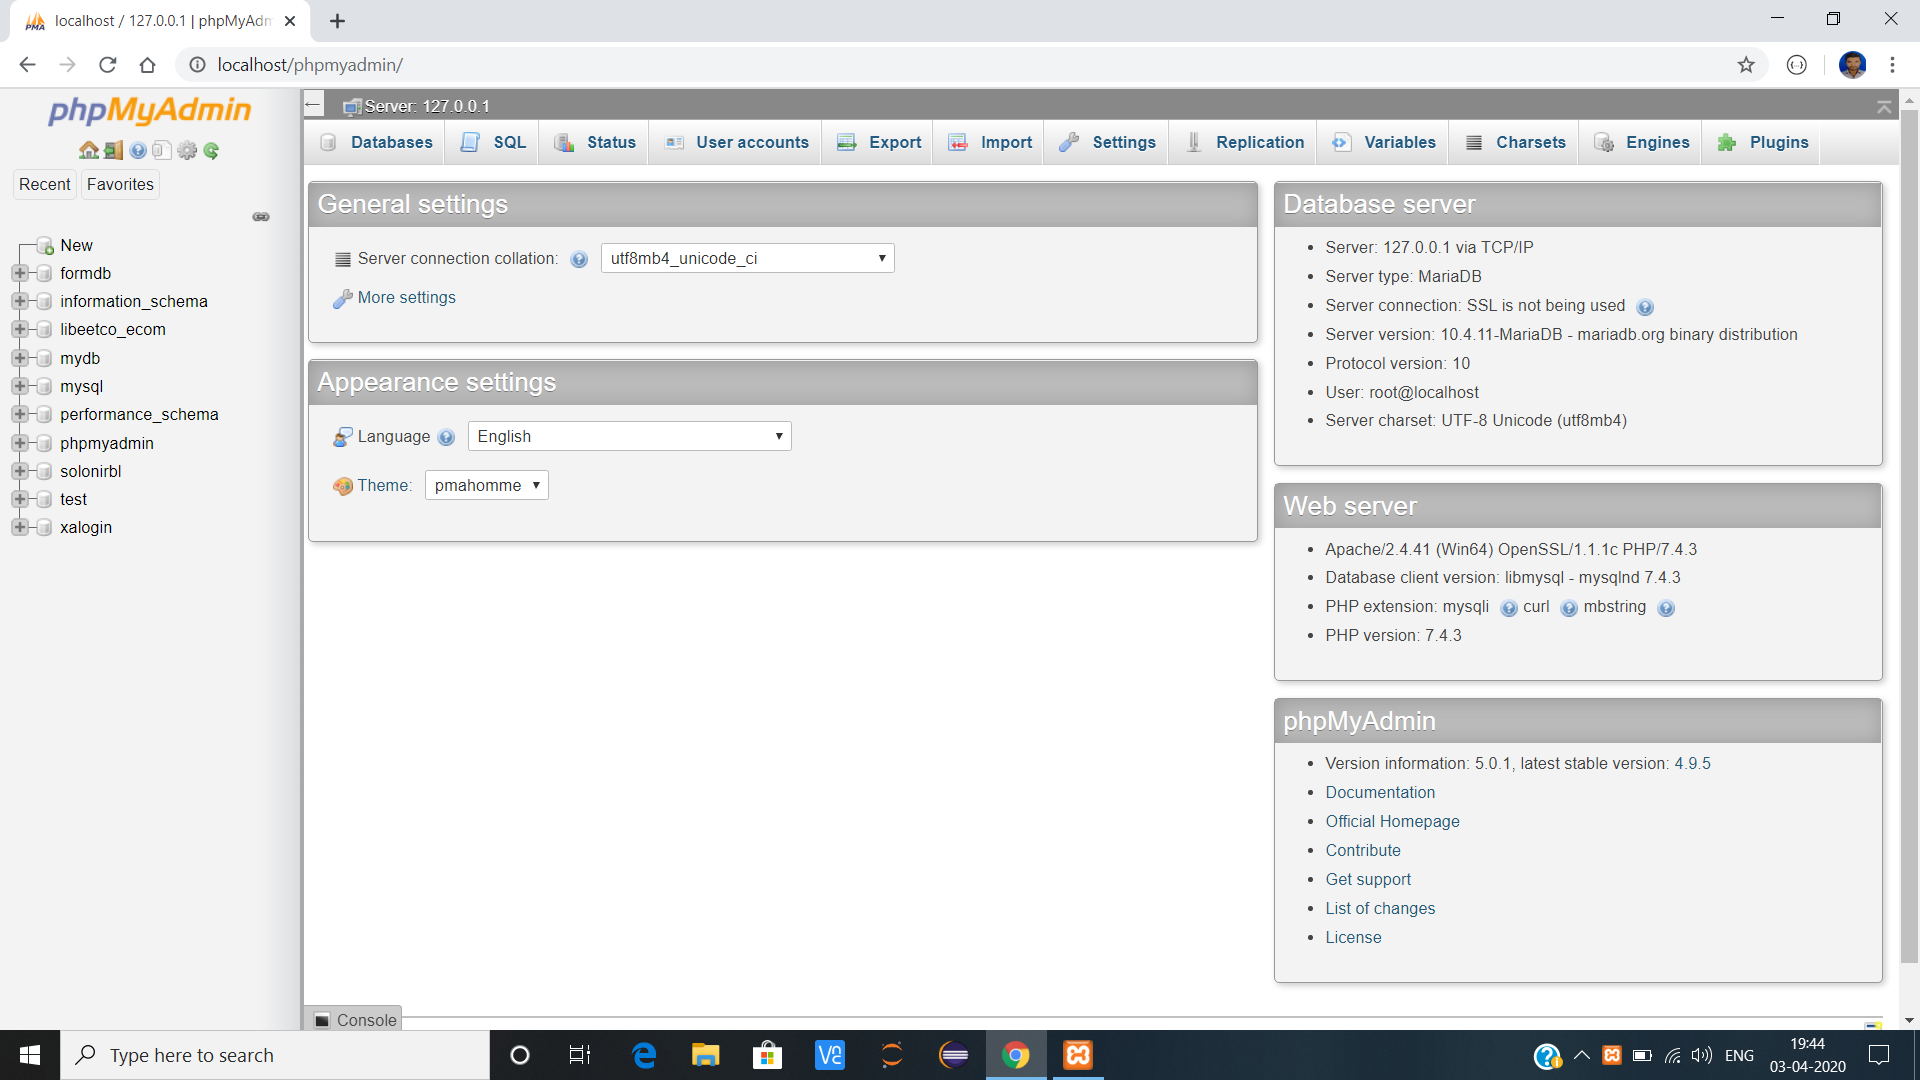 localhost / 127.0.0.1 | phpMyAdm
localhost/phpmyadmin/
phpMyAdmin
Recent Favorites
New
formdb
information_schema
libeetco_ecom
mydb
mysql
performance_schema
phpmyadmin
solonirbl
test
xalogin
Server: 127.0.0.1
Databases SQL Status User accounts Export Import Settings Replication Variables Charsets Engines Plugins
General settings
Server connection collation: utf8mb4_unicode_ci
More settings
Appearance settings
Language English
Theme: pmahomme
Database server
Server: 127.0.0.1 via TCP/IP
Server type: MariaDB
Server connection: SSL is not being used
Server version: 10.4.11-MariaDB - mariadb.org binary distribution
Protocol version: 10
User: root@localhost
Server charset: UTF-8 Unicode (utf8mb4)
Web server
Apache/2.4.41 (Win64) OpenSSL/1.1.1c PHP/7.4.3
Database client version: libmysql - mysqlnd 7.4.3
PHP extension: mysqli curl mbstring
PHP version: 7.4.3
phpMyAdmin
Version information: 5.0.1, latest stable version: 4.9.5
Documentation
Official Homepage
Contribute
Get support
List of changes
License
Console
Type here to search
ENG
19:44
03-04-2020